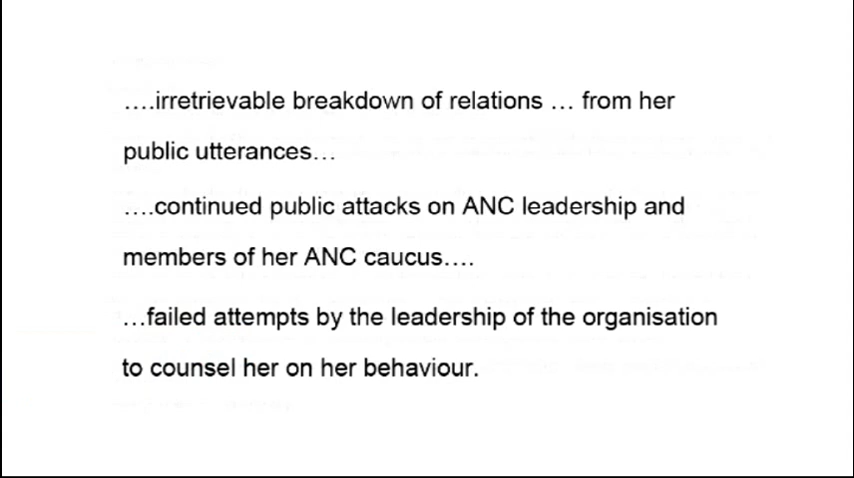 ….irretrievable breakdown of relations … from her
public utterances…
….continued public attacks on ANC leadership and
members of her ANC caucus….
…failed attempts by the leadership of the organisation
to counsel her on her behaviour.